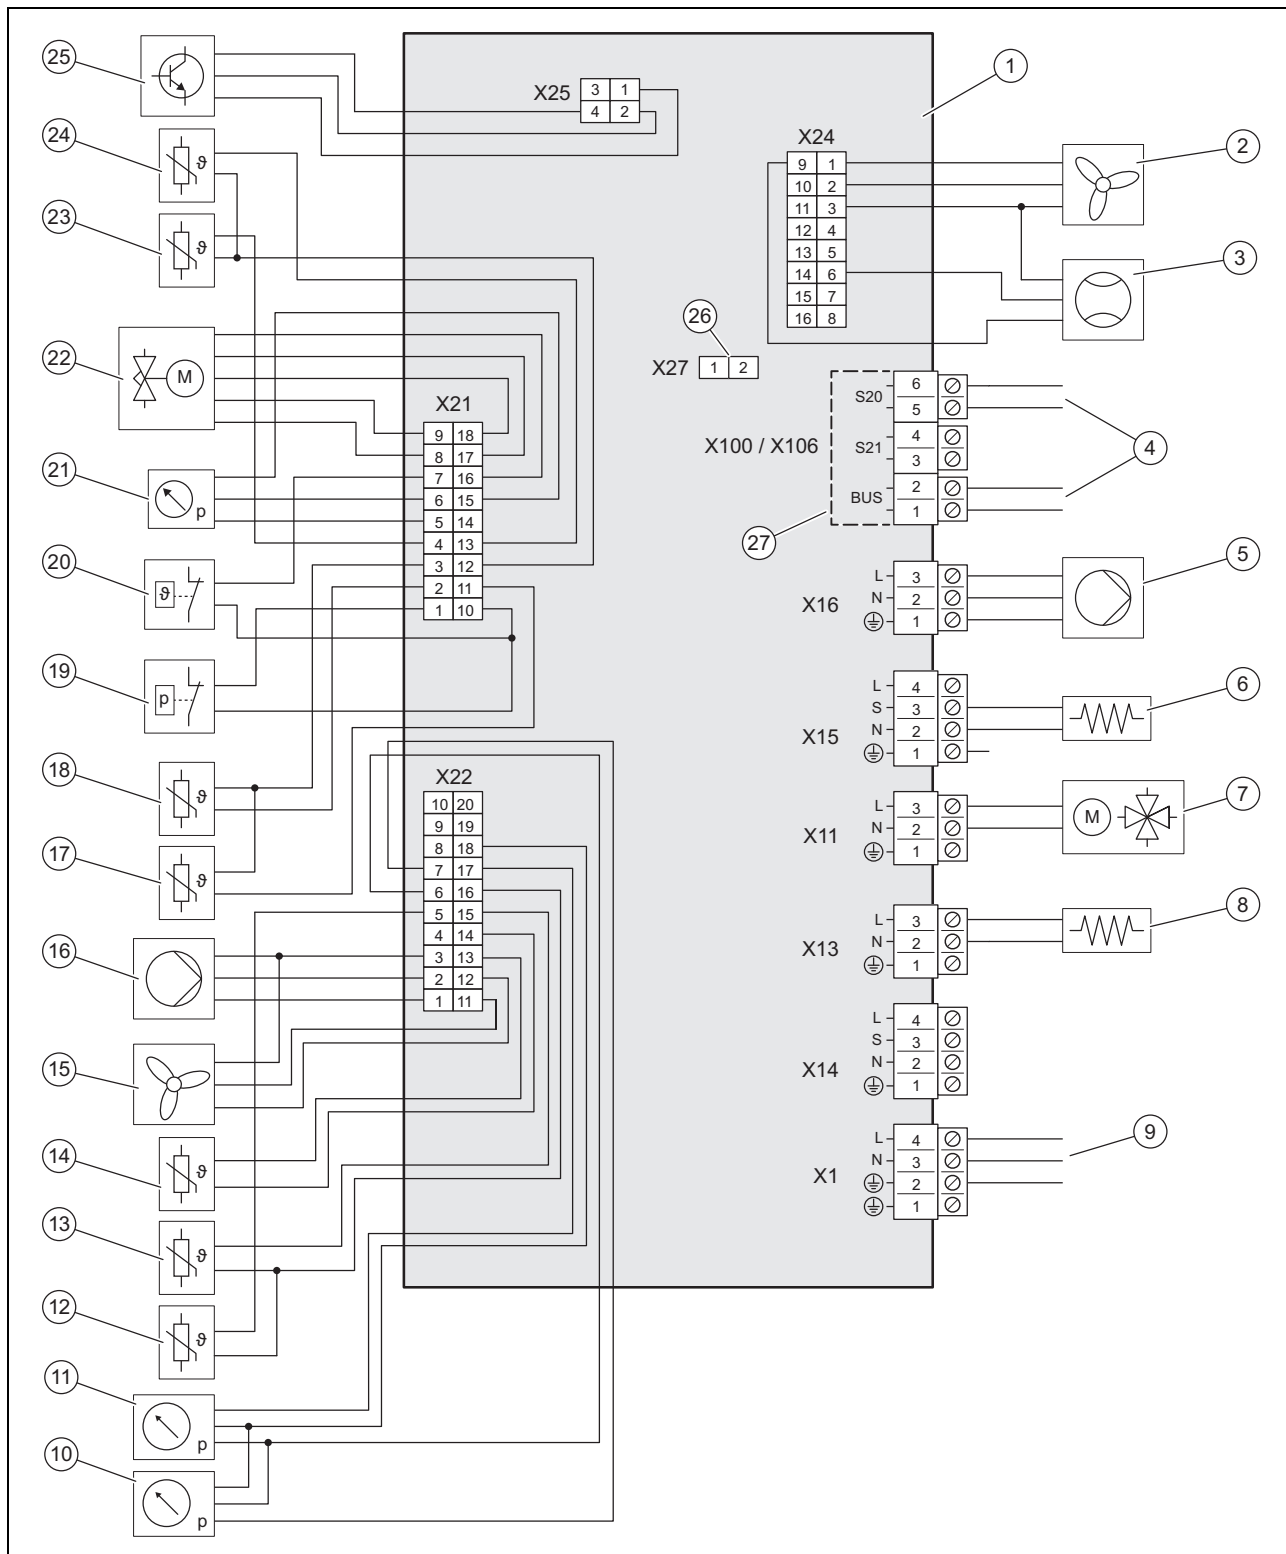 25
X25
3 1
4 2
1
24
X24
9 1
10 2
11 3
12 4
13 5
14 6
15 7
16 8
2
23
ϑ
ϑ
3
26
X27 1 2
22
M
X21
9 18
8 17
7 16
6 15
5 14
4 13
3 12
2 11
1 10
S20
6
5
X100 / X106
S21
4
3
BUS
2
1
4
27
21
p
20
ϑ
X16
L 3
N 2
1
5
19
p
X15
L 4
S 3
N 2
1
6
18
ϑ
X22
10 20
9 19
8 18
7 17
6 16
5 15
4 14
3 13
2 12
1 11
X11
L 3
N 2
1
M
7
17
ϑ
X13
L 3
N 2
1
8
16
15
X14
L 4
S 3
N 2
1
14
ϑ
X1
L 4
N 3
2
1
9
13
ϑ
12
ϑ
11
p
10
p